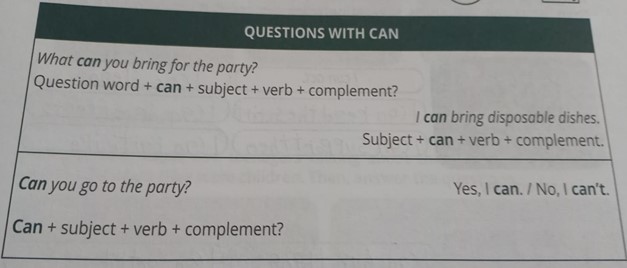 QUESTIONS WITH CAN
What can you bring for the party?
Question word + can + subject + verb + complement?
I can bring disposable dishes.
Subject + can + verb + complement.
Can you go to the party?
Yes, I can. / No, I can't.
Can + subject + verb + complement?